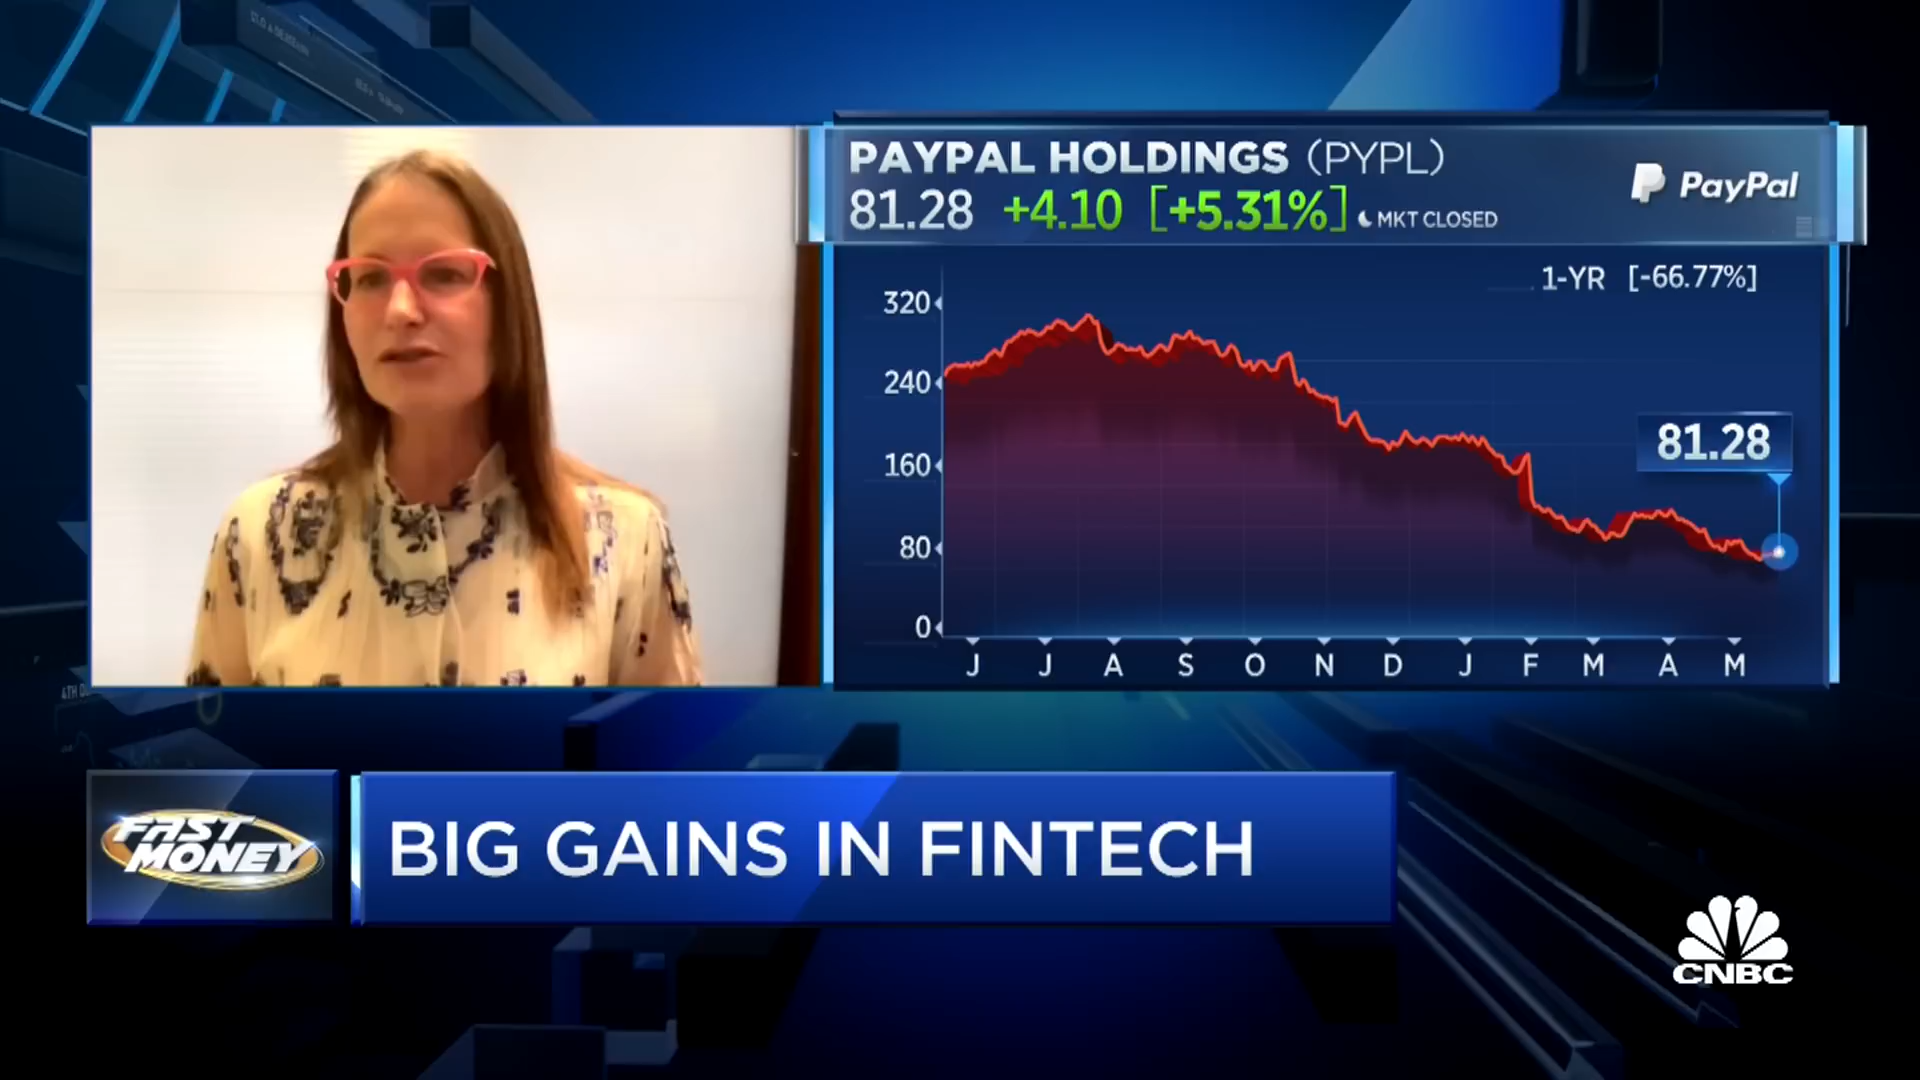 PAYPAL HOLDINGS (PYPL)
81.28 +4.10 [+5.31%] MKT CLOSED
PayPal
1-YR [-66.77%]
320
240
160
80
0
81.28
J J A S O N D J F M A M
FAST MONEY
BIG GAINS IN FINTECH
CNBC